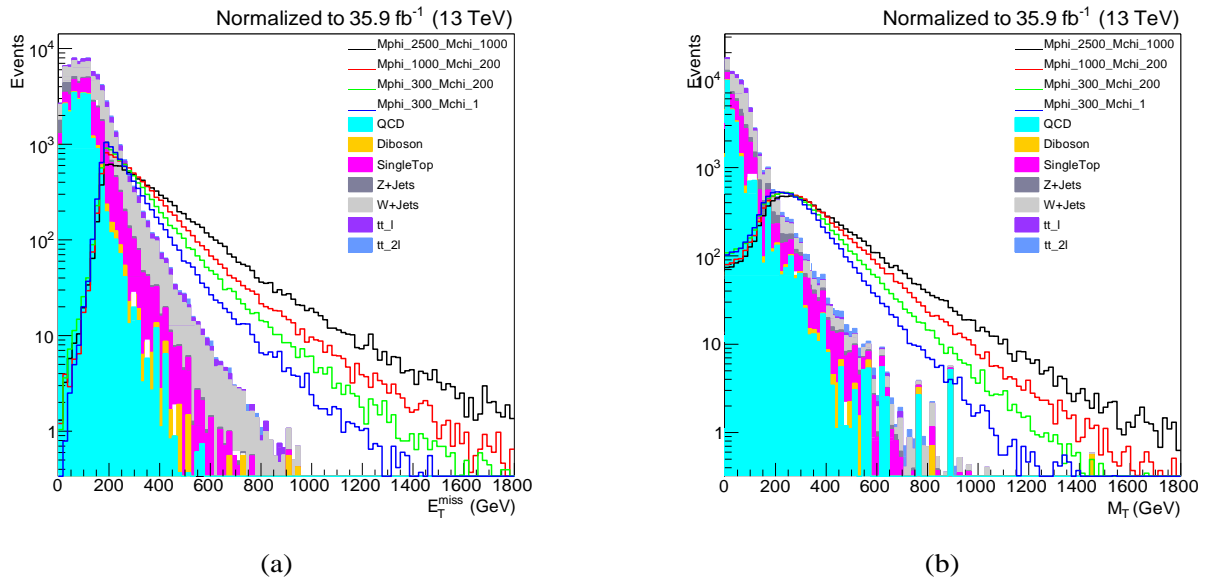 Normalized to 35.9 fb⁻¹ (13 TeV)
Events
10⁴
10³
10²
10
1
Mphi_2500_Mchi_1000
Mphi_1000_Mchi_200
Mphi_300_Mchi_200
Mphi_300_Mchi_1
QCD
Diboson
SingleTop
Z+Jets
W+Jets
tt_l
tt_2l
0 200 400 600 800 1000 1200 1400 1600 1800
E_T^miss (GeV)
(a)
Normalized to 35.9 fb⁻¹ (13 TeV)
Events
10⁴
10³
10²
10
1
Mphi_2500_Mchi_1000
Mphi_1000_Mchi_200
Mphi_300_Mchi_200
Mphi_300_Mchi_1
QCD
Diboson
SingleTop
Z+Jets
W+Jets
tt_l
tt_2l
0 200 400 600 800 1000 1200 1400 1600 1800
M_T (GeV)
(b)